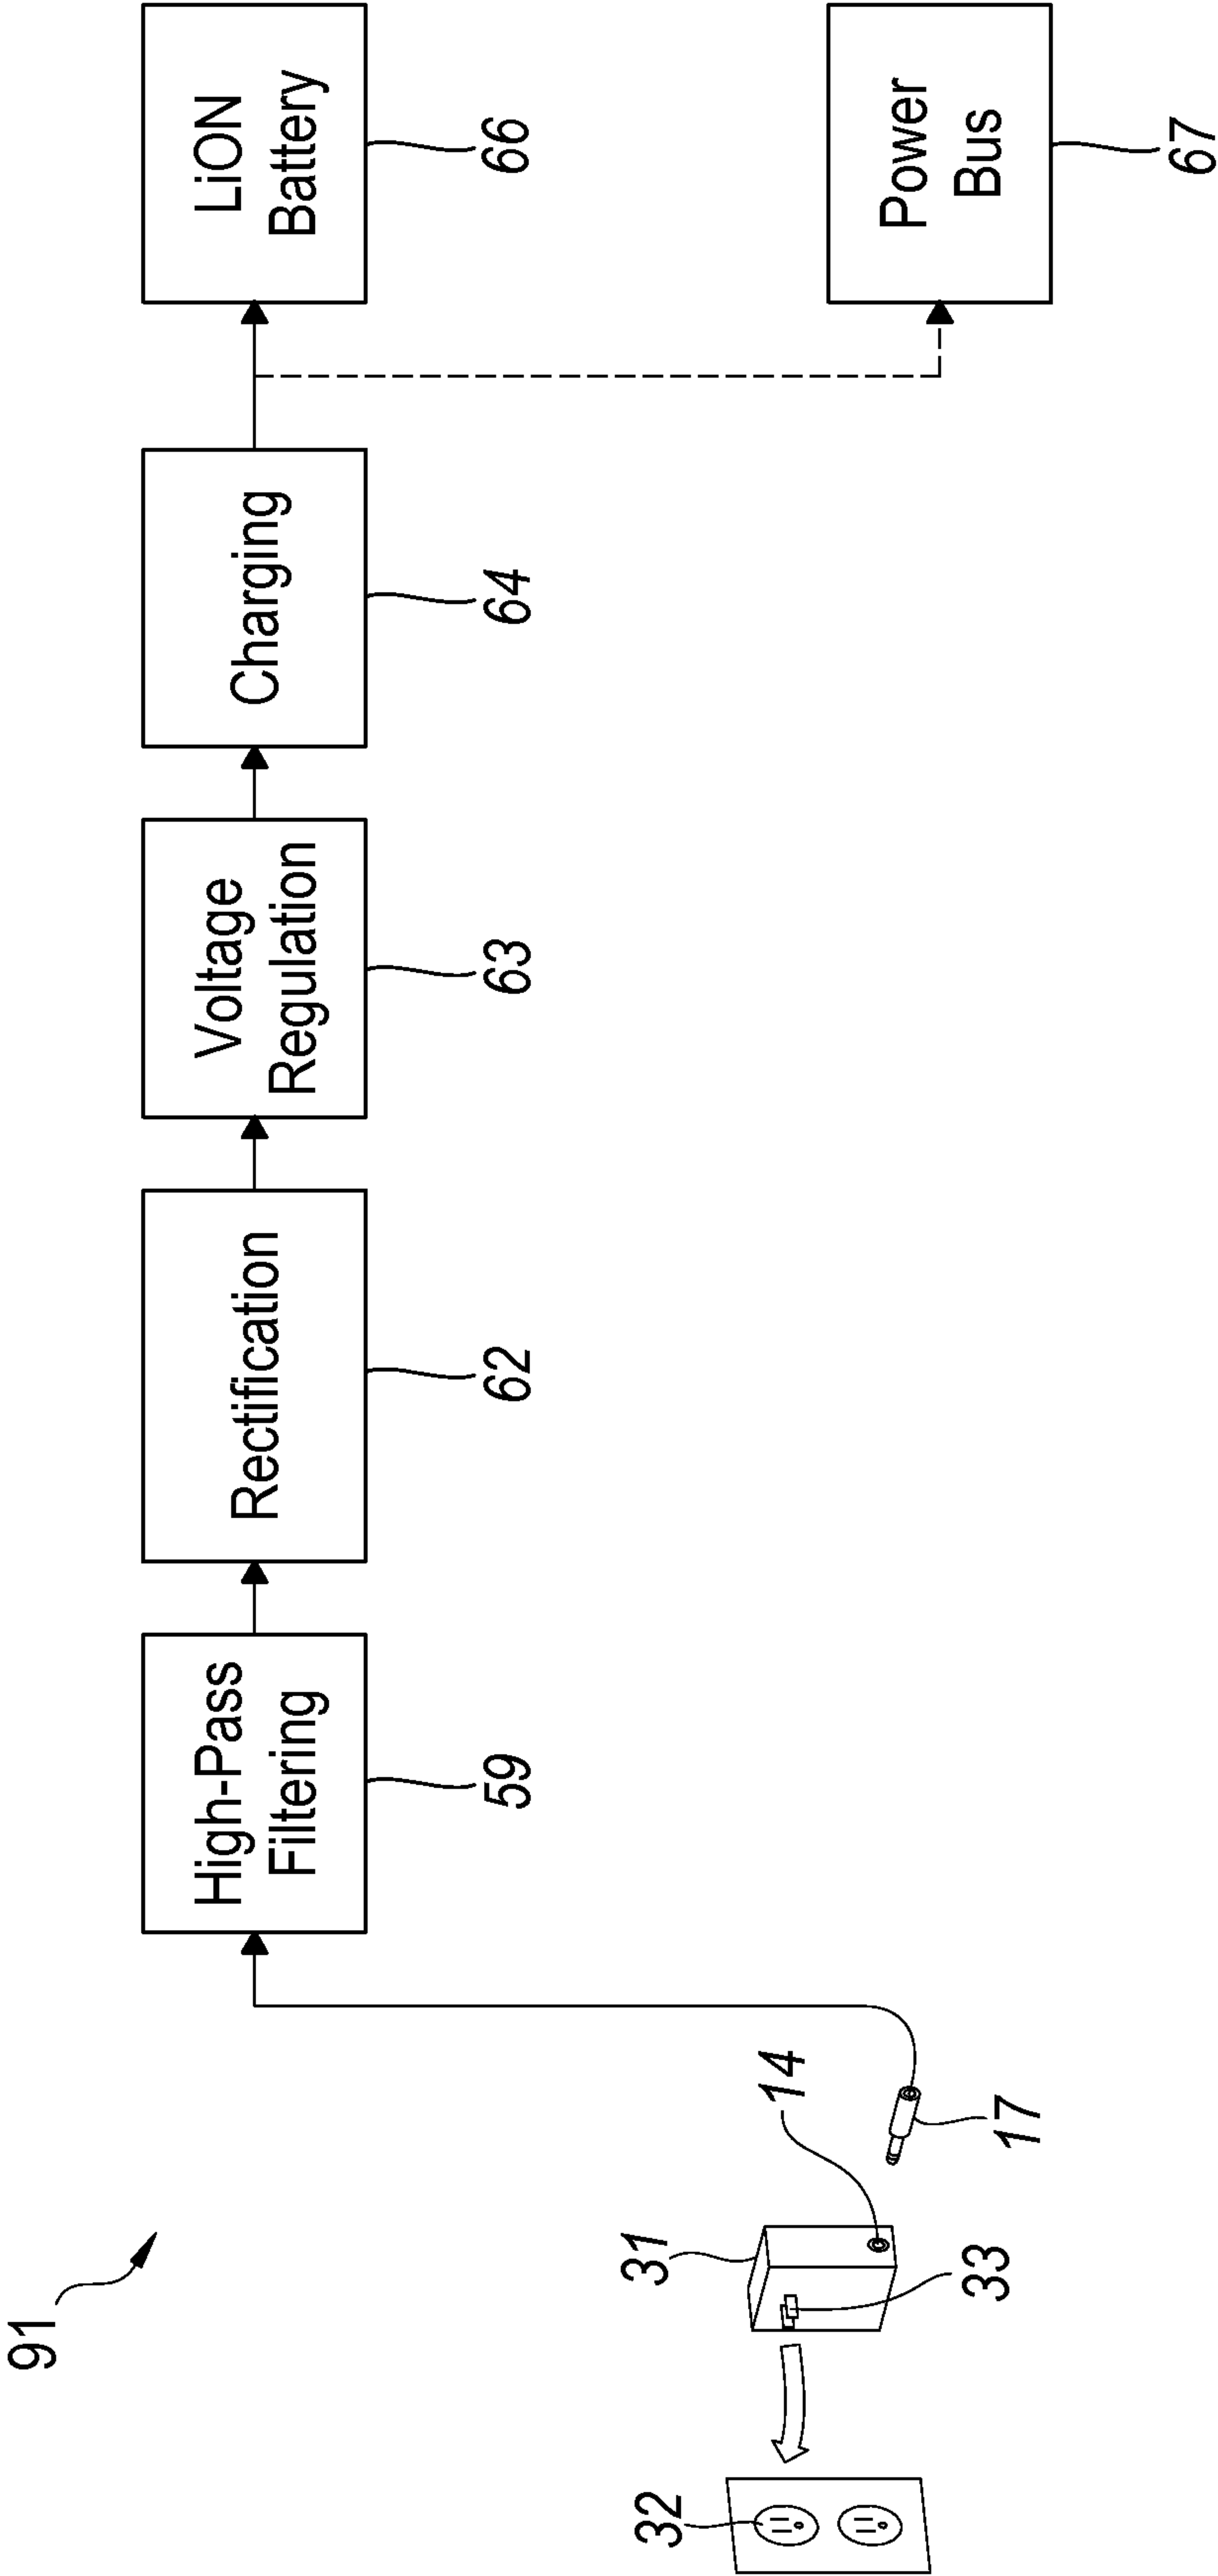 91
32
31
33
14
17
High-Pass
Filtering
59
Rectification
62
Voltage
Regulation
63
Charging
64
LiON
Battery
66
Power
Bus
67